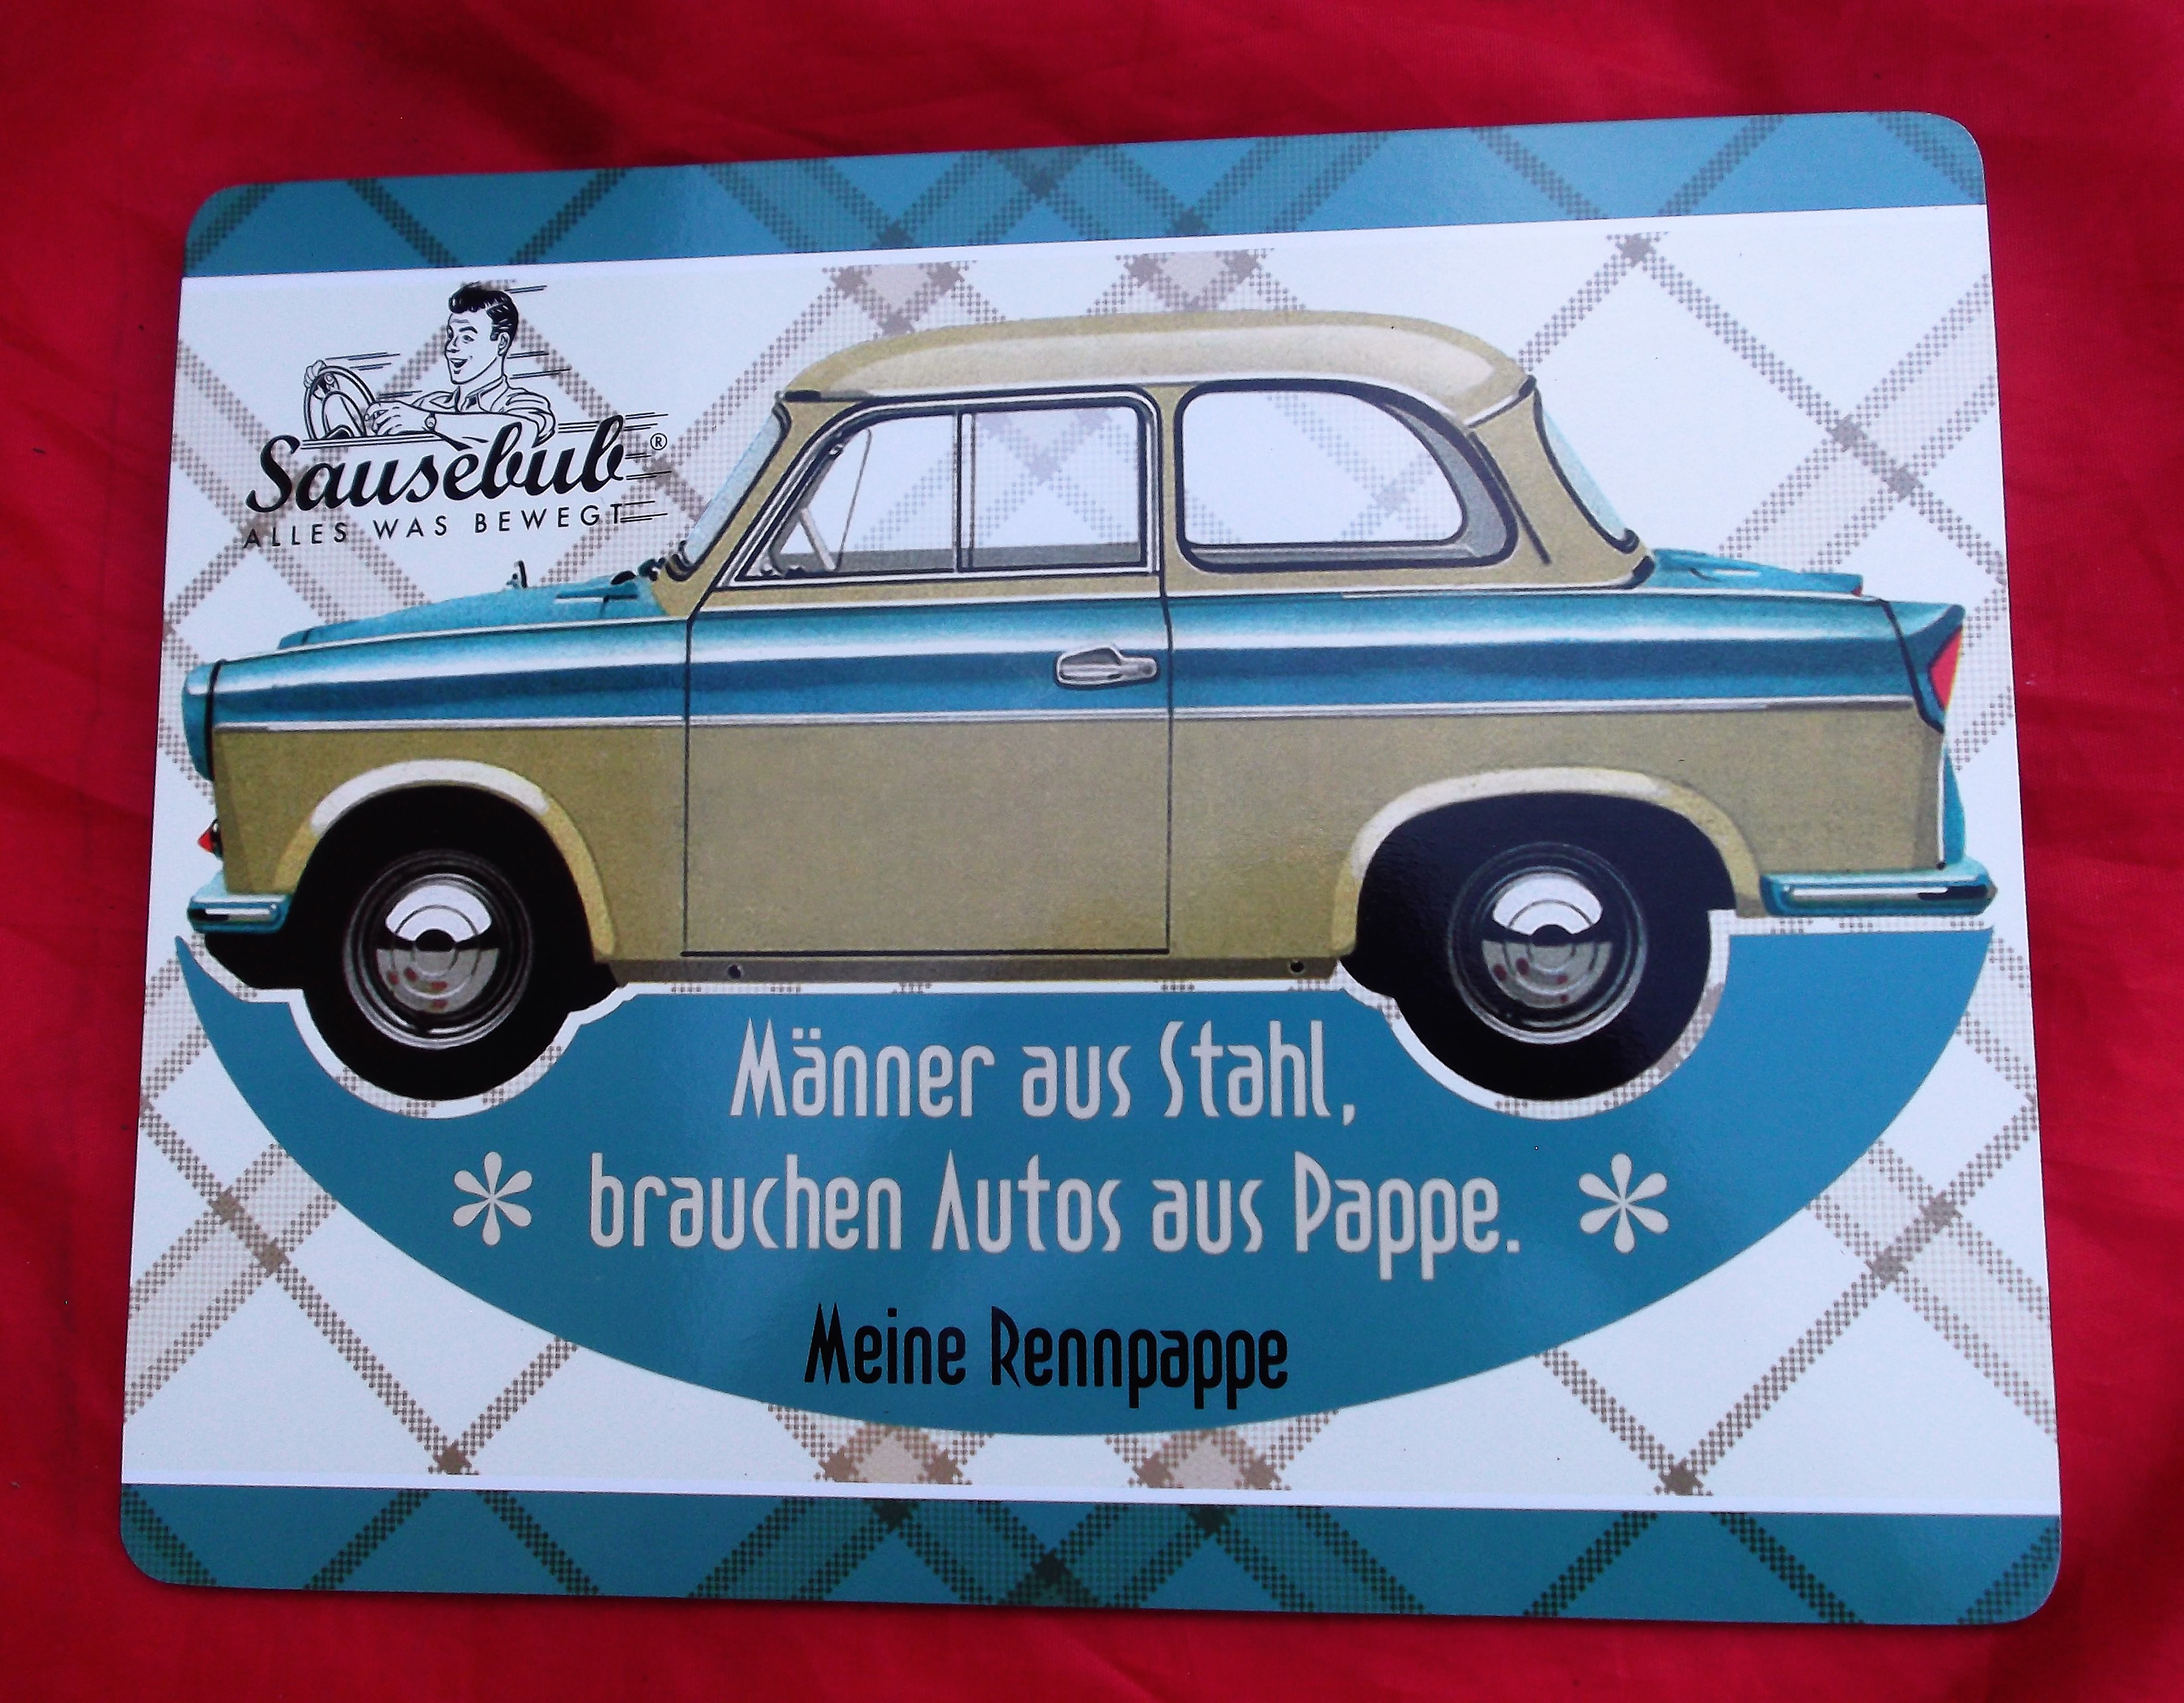 Sausebub®
ALLES WAS BEWEGT
Männer aus Stahl,
brauchen Autos aus Pappe.
Meine Rennpappe